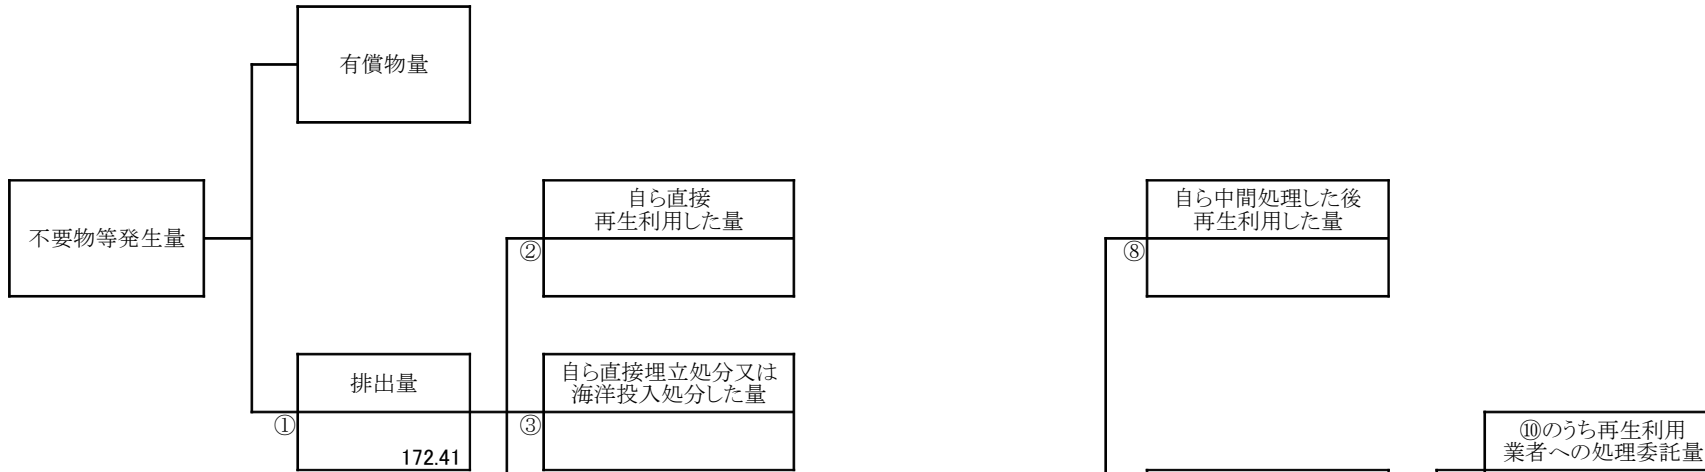 有償物量
不要物等発生量
自ら直接
再生利用した量
②
自ら中間処理した後
再生利用した量
⑧
排出量
①
172.41
自ら直接埋立処分又は
海洋投入処分した量
③
⑩のうち再生利用
業者への処理委託量